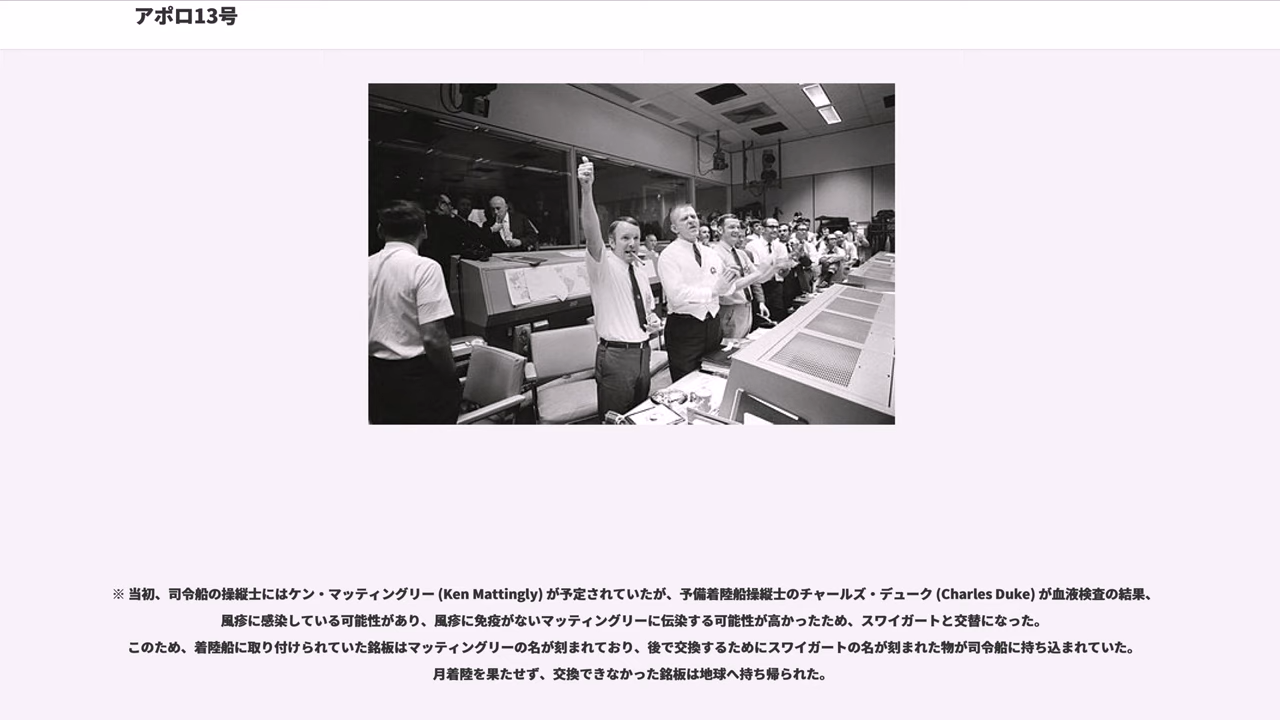 アポロ13号
※ 当初、司令船の操縦士にはケン・マッティングリー (Ken Mattingly) が予定されていたが、予備着陸船操縦士のチャールズ・デューク (Charles Duke) が血液検査の結果、
風疹に感染している可能性があり、風疹に免疫がないマッティングリーに伝染する可能性が高かったため、スワイガートと交替になった。
このため、着陸船に取り付けられていた銘板はマッティングリーの名が刻まれており、後で交換するためにスワイガートの名が刻まれた物が司令船に持ち込まれていた。
月着陸を果たせず、交換できなかった銘板は地球へ持ち帰られた。